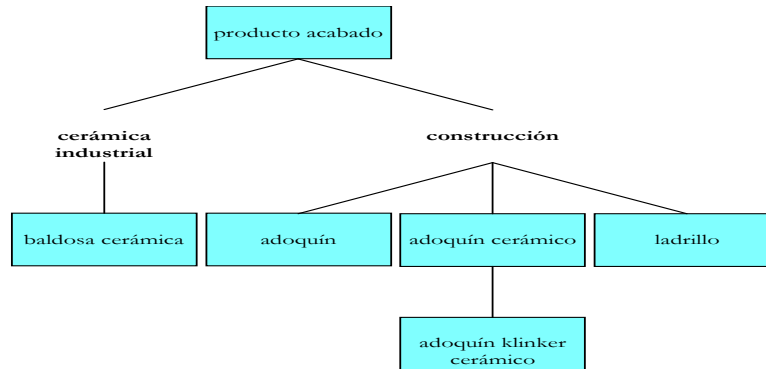 producto acabado
cerámica
industrial
construcción
baldosa cerámica
adoquín
adoquín cerámico
ladrillo
adoquín klinker
cerámico